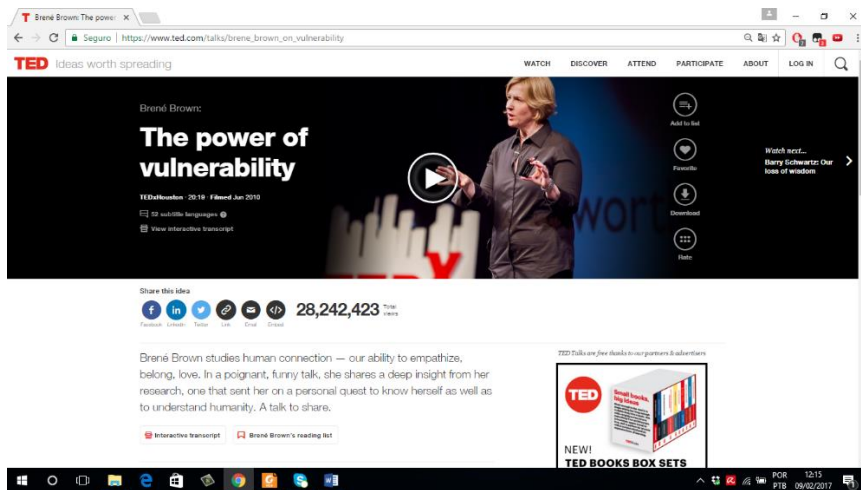 Brené Brown: The power
Seguro | https://www.ted.com/talks/brene_brown_on_vulnerability
TED Ideas worth spreading
WATCH DISCOVER ATTEND PARTICIPATE ABOUT LOG IN
Brené Brown:
The power of
vulnerability
TEDxHouston · 20:19 · Filmed Jun 2010
52 subtitle languages
View interactive transcript
Add to list
Favorite
Download
Rate
Watch next...
Barry Schwartz: Our
loss of wisdom
TEDx
Share this idea
Facebook LinkedIn Twitter Link Email Embed
28,242,423 Total
views
Brené Brown studies human connection — our ability to empathize,
belong, love. In a poignant, funny talk, she shares a deep insight from her
research, one that sent her on a personal quest to know herself as well as
to understand humanity. A talk to share.
Interactive transcript Brené Brown's reading list
TED Talks are free thanks to our partners & advertisers
TED
Small books,
big ideas
NEW!
TED BOOKS BOX SETS
POR 12:15
PTB 09/02/2017